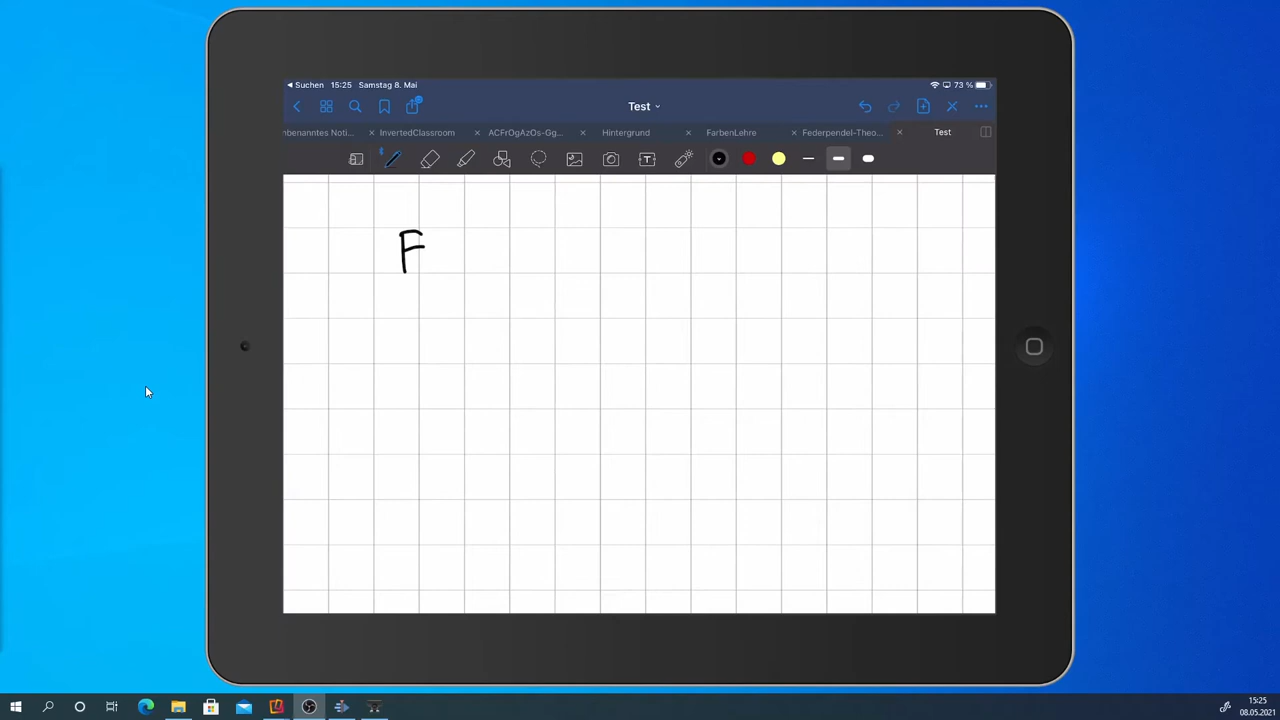 Suchen 15:25 Samstag 8. Mai 73 %
Test
nbenanntes Noti... InvertedClassroom ACFrOgAzOs-Gg... Hintergrund FarbenLehre Federpendel-Theo... Test
T
F
15:25
08.05.2021